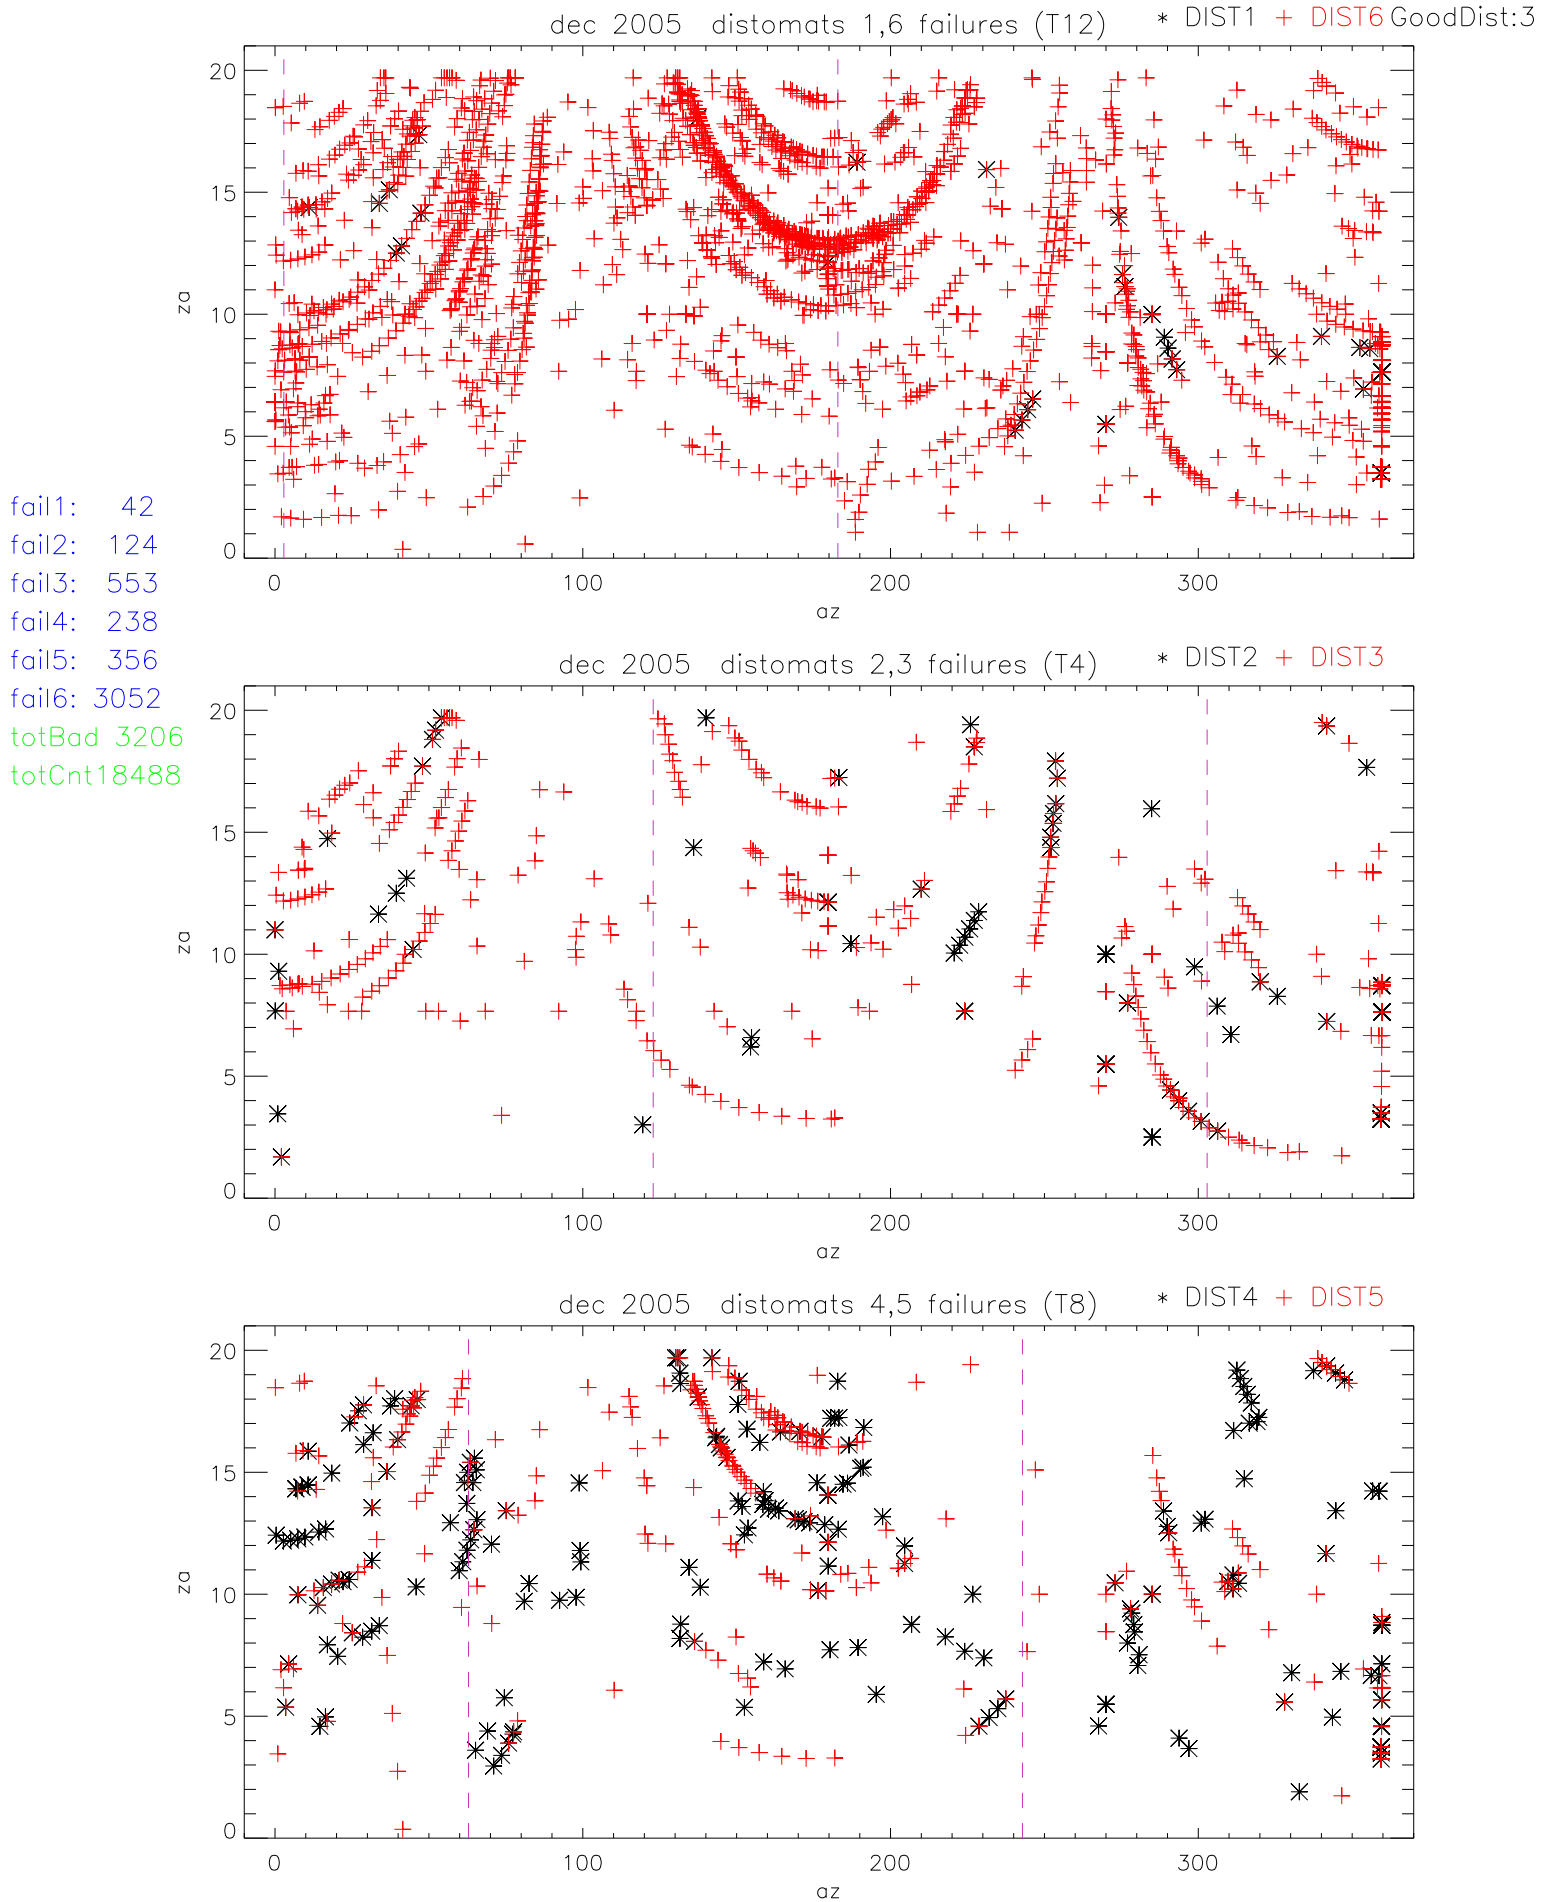 dec 2005 distomats 1,6 failures (T12) * DIST1 + DIST6 GoodDist:3
20
15
10
5
0
za
0 100 200 300
az
fail1: 42
fail2: 124
fail3: 553
fail4: 238
fail5: 356
fail6: 3052
totBad 3206
totCnt18488
dec 2005 distomats 2,3 failures (T4) * DIST2 + DIST3
20
15
10
5
0
za
0 100 200 300
az
dec 2005 distomats 4,5 failures (T8) * DIST4 + DIST5
20
15
10
5
0
za
0 100 200 300
az